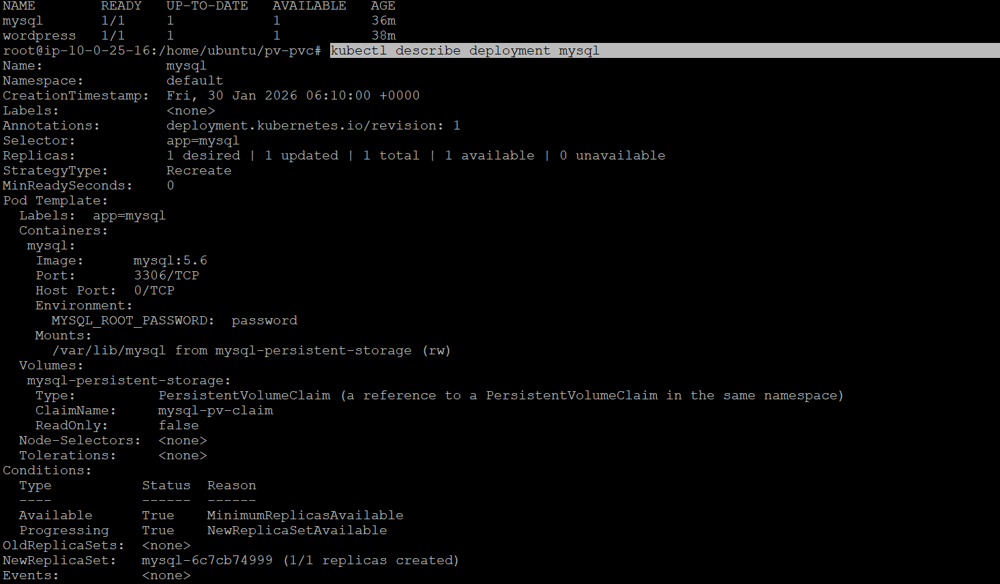 NAME        READY   UP-TO-DATE   AVAILABLE   AGE
mysql       1/1     1            1           36m
wordpress   1/1     1            1           38m
root@ip-10-0-25-16:/home/ubuntu/pv-pvc# kubectl describe deployment mysql
Name:               mysql
Namespace:          default
CreationTimestamp:  Fri, 30 Jan 2026 06:10:00 +0000
Labels:             <none>
Annotations:        deployment.kubernetes.io/revision: 1
Selector:           app=mysql
Replicas:           1 desired | 1 updated | 1 total | 1 available | 0 unavailable
StrategyType:       Recreate
MinReadySeconds:    0
Pod Template:
  Labels:  app=mysql
  Containers:
   mysql:
    Image:      mysql:5.6
    Port:       3306/TCP
    Host Port:  0/TCP
    Environment:
      MYSQL_ROOT_PASSWORD:  password
    Mounts:
      /var/lib/mysql from mysql-persistent-storage (rw)
  Volumes:
   mysql-persistent-storage:
    Type:          PersistentVolumeClaim (a reference to a PersistentVolumeClaim in the same namespace)
    ClaimName:     mysql-pv-claim
    ReadOnly:      false
  Node-Selectors:  <none>
  Tolerations:     <none>
Conditions:
  Type           Status  Reason
  ----           ------  ------
  Available      True    MinimumReplicasAvailable
  Progressing    True    NewReplicaSetAvailable
OldReplicaSets:  <none>
NewReplicaSet:   mysql-6c7cb74999 (1/1 replicas created)
Events:          <none>